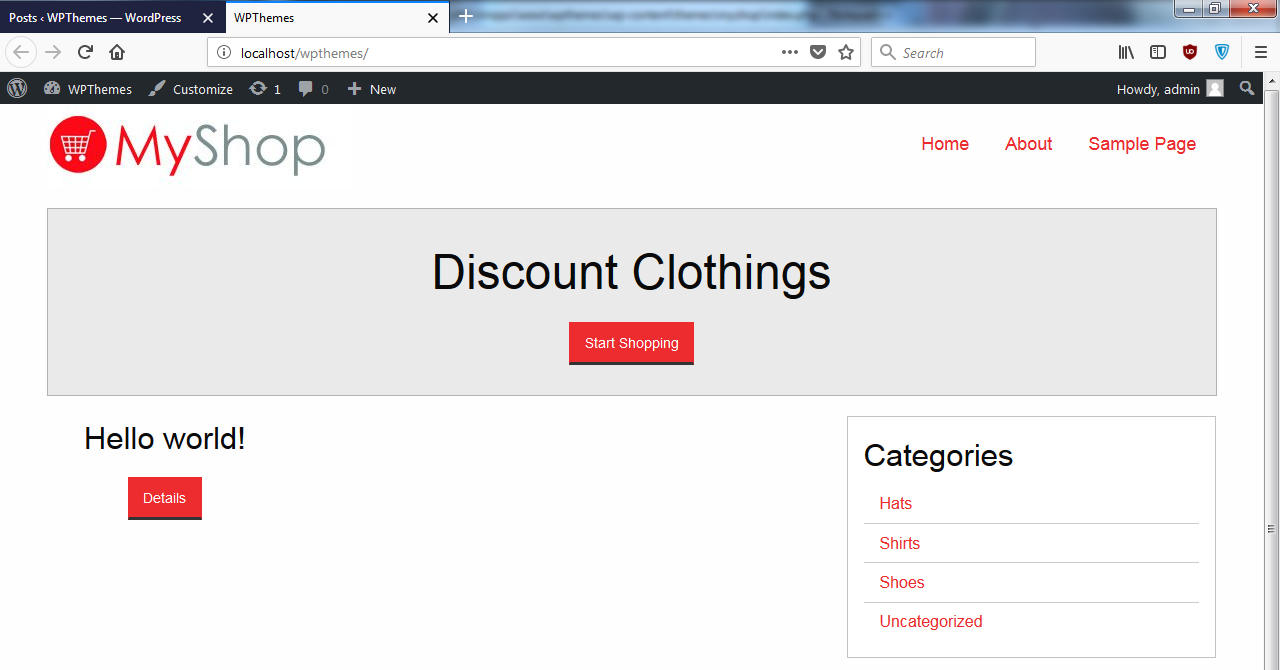 Posts ‹ WPThemes — WordPress
WPThemes
localhost/wpthemes/
Search
WPThemes Customize 1 0 New
Howdy, admin
MyShop
Home About Sample Page
Discount Clothings
Start Shopping
Hello world!
Details
Categories
Hats
Shirts
Shoes
Uncategorized